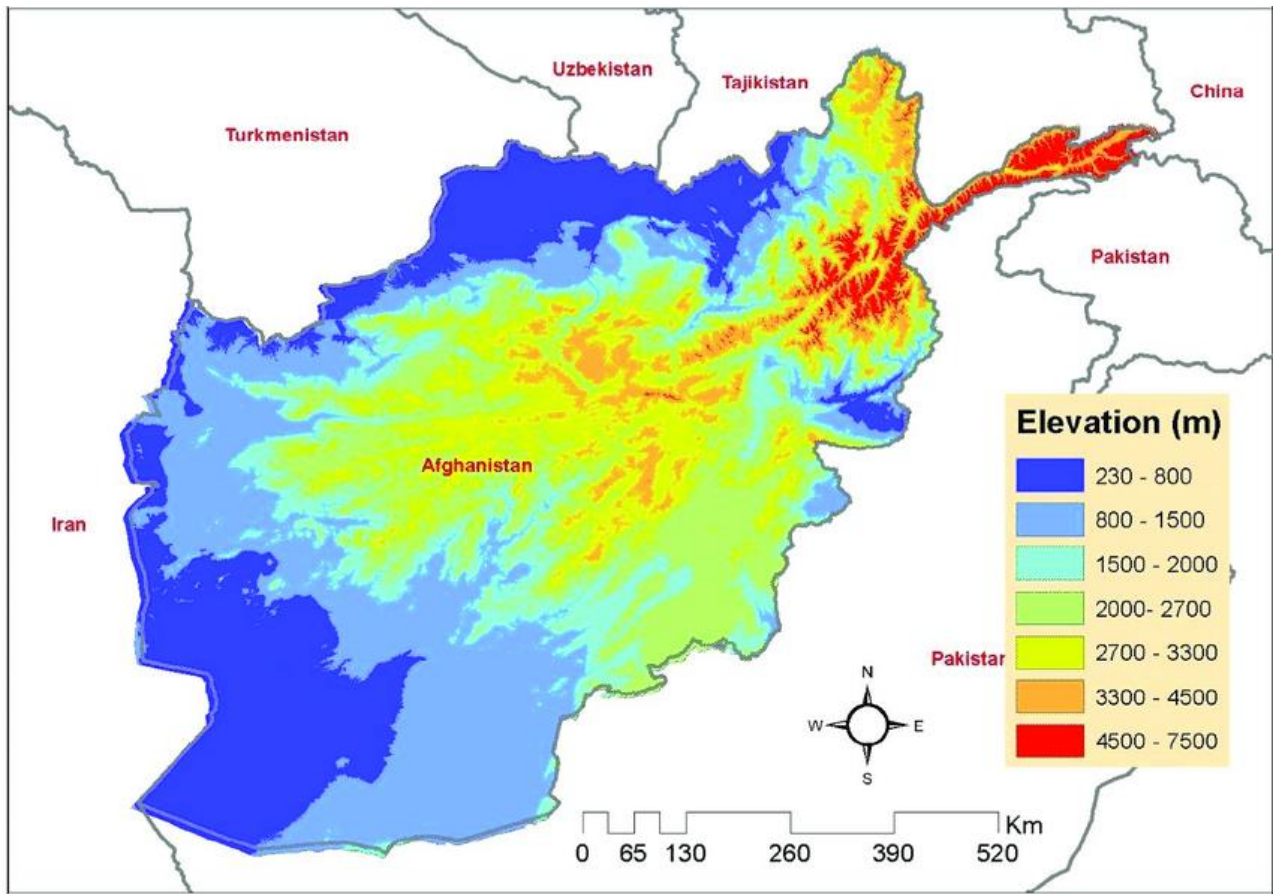 Uzbekistan
Tajikistan
China
Turkmenistan
Pakistan
Afghanistan
Iran
Pakistan
Elevation (m)
230 - 800
800 - 1500
1500 - 2000
2000- 2700
2700 - 3300
3300 - 4500
4500 - 7500
N
W E
S
Km
0 65 130 260 390 520